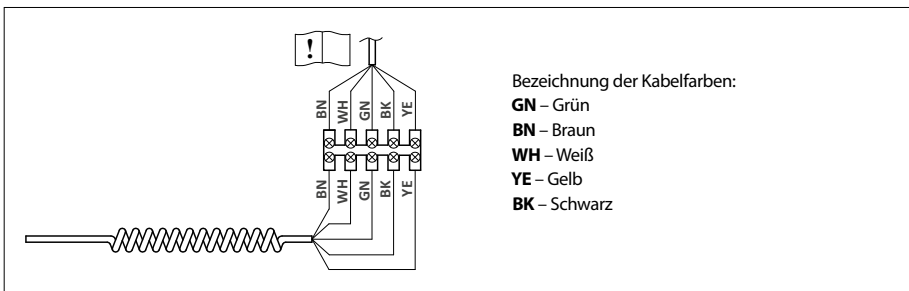 !
BN WH GN BK YE
BN WH GN BK YE
Bezeichnung der Kabelfarben:
GN – Grün
BN – Braun
WH – Weiß
YE – Gelb
BK – Schwarz